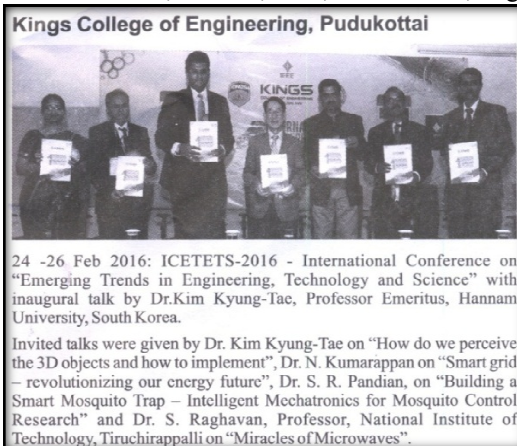 Kings College of Engineering, Pudukottai
IEEE
KINGS
24 -26 Feb 2016: ICETETS-2016 - International Conference on
“Emerging Trends in Engineering, Technology and Science” with
inaugural talk by Dr.Kim Kyung-Tae, Professor Emeritus, Hannam
University, South Korea.
Invited talks were given by Dr. Kim Kyung-Tae on “How do we perceive
the 3D objects and how to implement”, Dr. N. Kumarappan on “Smart grid
– revolutionizing our energy future”, Dr. S. R. Pandian, on “Building a
Smart Mosquito Trap – Intelligent Mechatronics for Mosquito Control
Research” and Dr. S. Raghavan, Professor, National Institute of
Technology, Tiruchirappalli on “Miracles of Microwaves”.